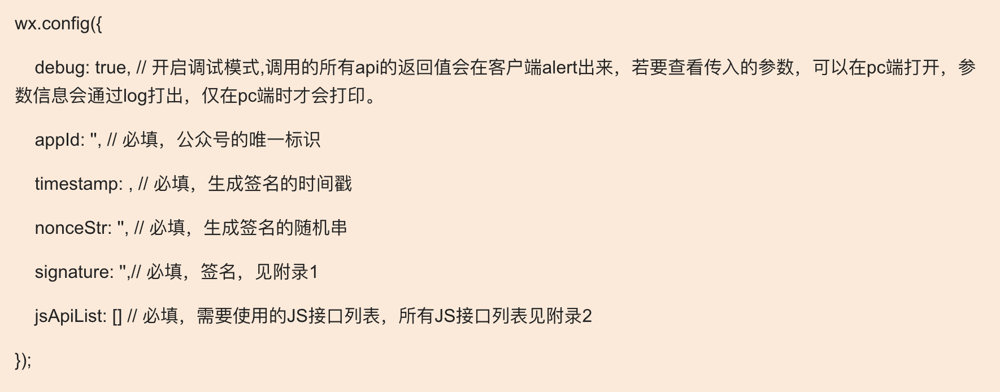 wx.config({
debug: true, // 开启调试模式,调用的所有api的返回值会在客户端alert出来，若要查看传入的参数，可以在pc端打开，参
数信息会通过log打出，仅在pc端时才会打印。
appId: '', // 必填，公众号的唯一标识
timestamp: , // 必填，生成签名的时间戳
nonceStr: '', // 必填，生成签名的随机串
signature: '',// 必填，签名，见附录1
jsApiList: [] // 必填，需要使用的JS接口列表，所有JS接口列表见附录2
});